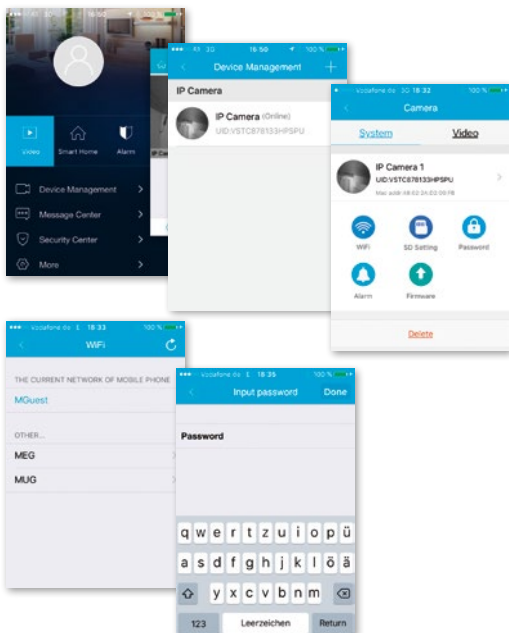 16:50
Video
Smart Home
Alarm
Device Management
Message Center
Security Center
More
3G
16:50
100 %
Device Management
IP Camera
IP Camera (Online)
UID:VSTC878133HPSPU
Vodafone.de 3G 18:32
100 %
Camera
System
Video
IP Camera 1
UID:VSTC878133HPSPU
WiFi
SD Setting
Password
Alarm
Firmware
Delete
Vodafone.de E 18:33
100 %
WiFi
THE CURRENT NETWORK OF MOBILE PHONE
MGuest
OTHER...
MEG
MUG
Vodafone.de E 18:35
100 %
Input password
Done
Password
q w e r t z u i o p ü
a s d f g h j k l ö ä
y x c v b n m
123
Leerzeichen
Return